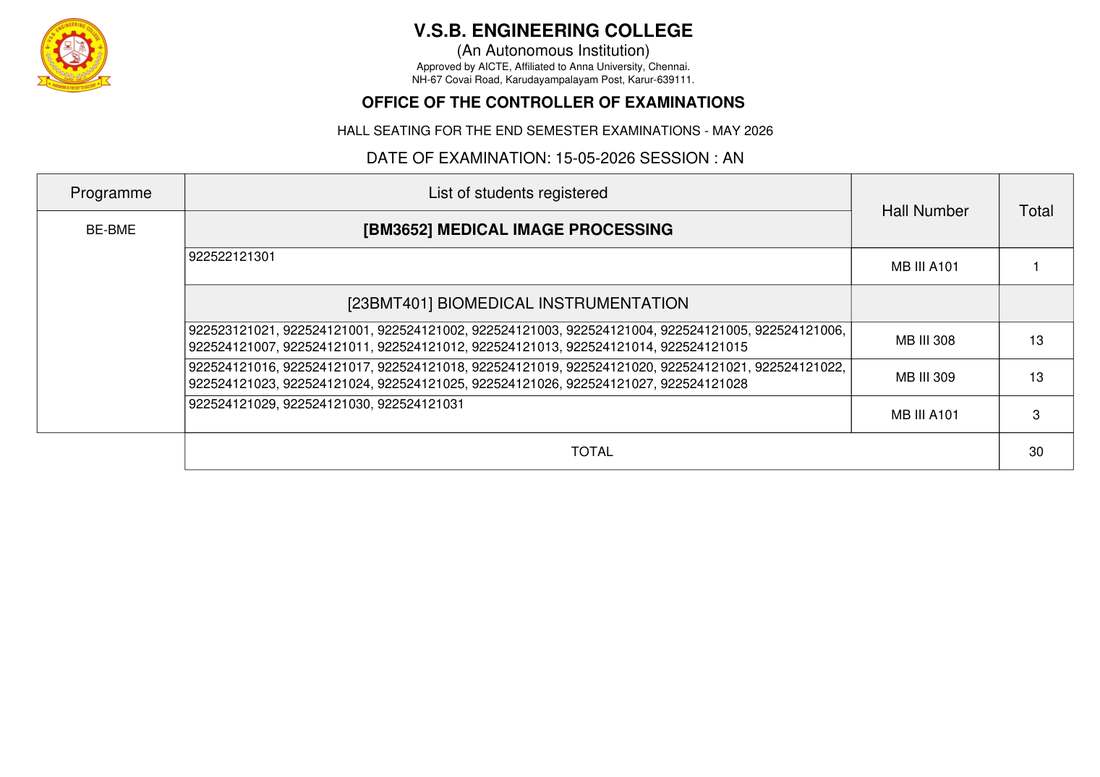 V.S.B. ENGINEERING COLLEGE
(An Autonomous Institution)
Approved by AICTE, Affiliated to Anna University, Chennai.
NH-67 Covai Road, Karudayampalayam Post, Karur-639111.
OFFICE OF THE CONTROLLER OF EXAMINATIONS
HALL SEATING FOR THE END SEMESTER EXAMINATIONS - MAY 2026
DATE OF EXAMINATION: 15-05-2026 SESSION : AN
Programme List of students registered Hall Number Total
BE-BME [BM3652] MEDICAL IMAGE PROCESSING
922522121301 MB III A101 1
[23BMT401] BIOMEDICAL INSTRUMENTATION
922523121021, 922524121001, 922524121002, 922524121003, 922524121004, 922524121005, 922524121006,
922524121007, 922524121011, 922524121012, 922524121013, 922524121014, 922524121015 MB III 308 13
922524121016, 922524121017, 922524121018, 922524121019, 922524121020, 922524121021, 922524121022,
922524121023, 922524121024, 922524121025, 922524121026, 922524121027, 922524121028 MB III 309 13
922524121029, 922524121030, 922524121031 MB III A101 3
TOTAL 30